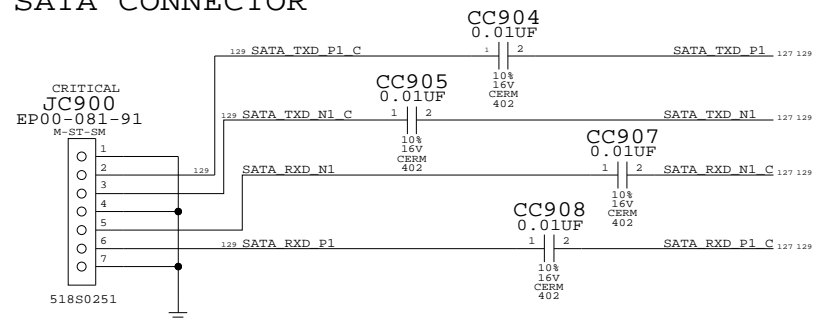 SATA CONNECTOR
CC904
0.01UF
129 SATA_TXD_P1_C
1 2
SATA_TXD_P1 127 129
10%
16V
CERM
402
CC905
0.01UF
129 SATA_TXD_N1_C
1 2
SATA_TXD_N1 127 129
10%
16V
CERM
402
CRITICAL
JC900
EP00-081-91
M-ST-SM
1
2
3
4
5
6
7
518S0251
129
CC907
0.01UF
SATA_RXD_N1
1 2
SATA_RXD_N1_C 127 129
10%
16V
CERM
402
CC908
0.01UF
129 SATA_RXD_P1
1 2
SATA_RXD_P1_C 127 129
10%
16V
CERM
402